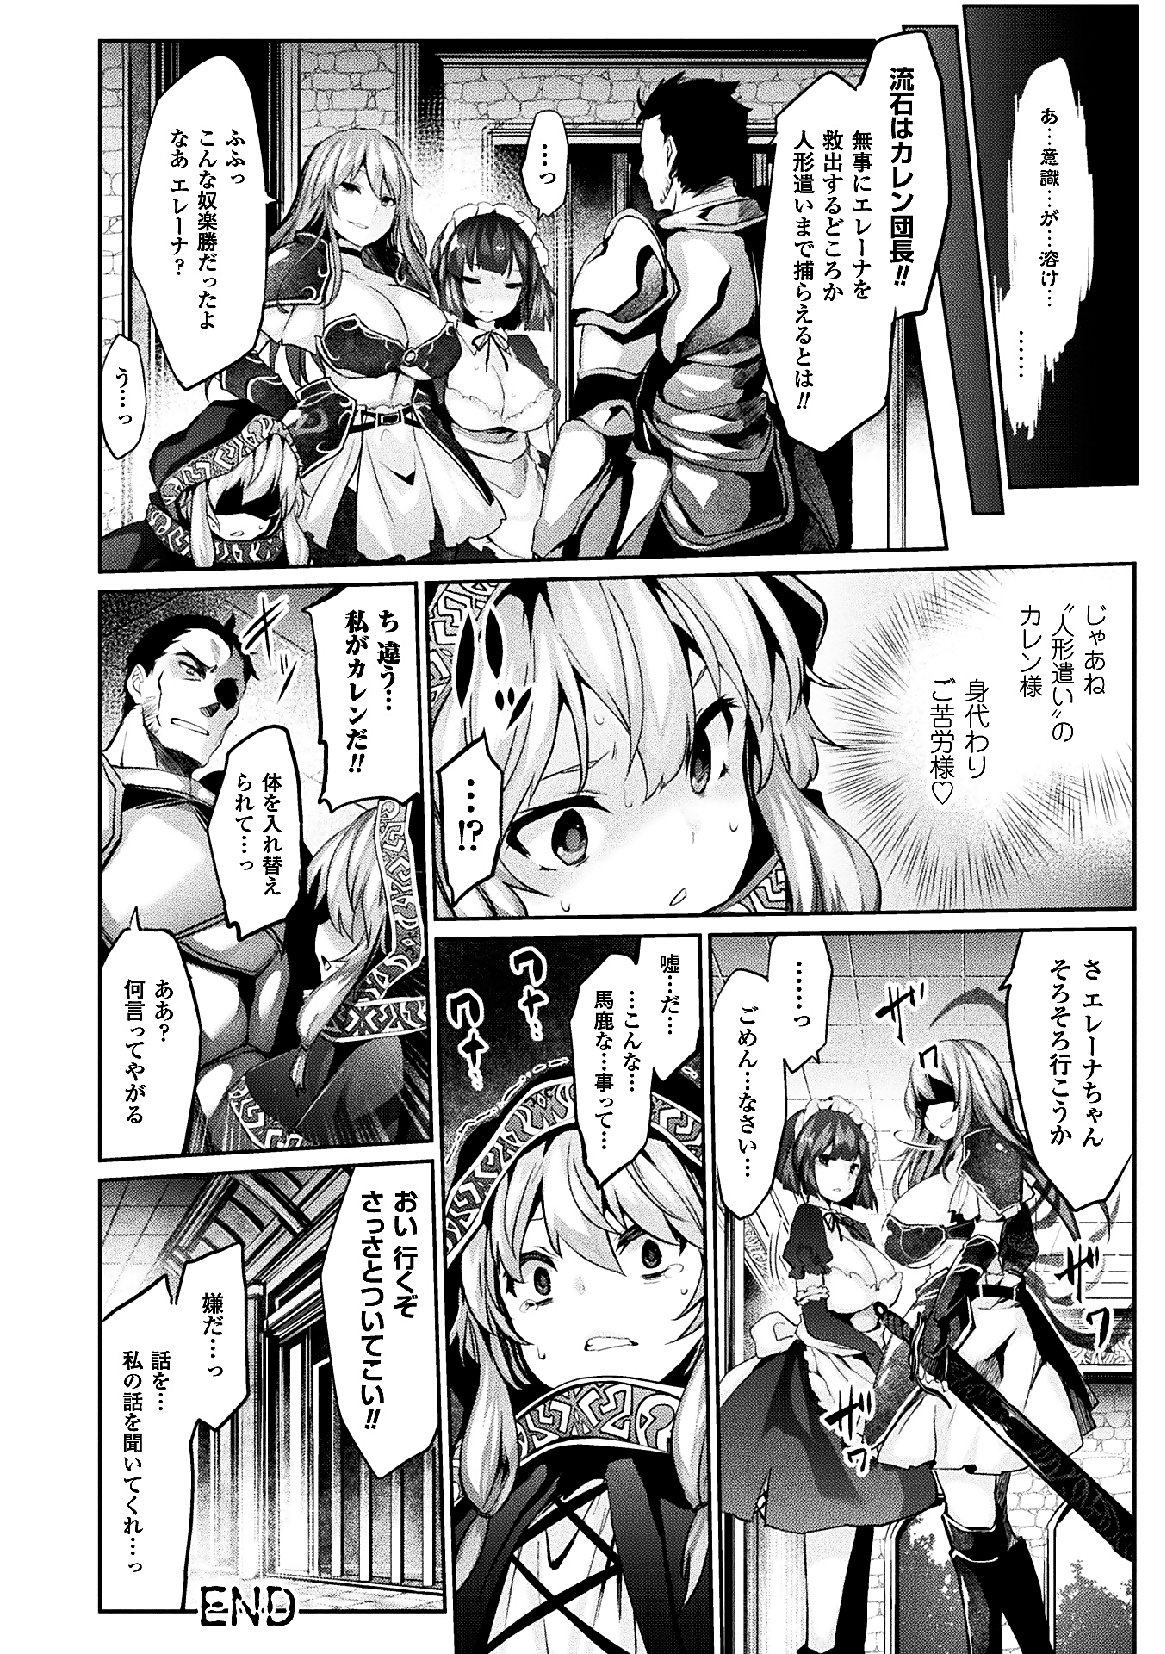 あ…意識…が…溶け…
……
流石はカレン団長!!
無事にエレーナを
救出するどころか
人形遣いまで捕らえるとは!!
…っ
ふふっ
こんな奴楽勝だったよ
なあ エレーナ?
う…っ
じゃあね
〝人形遣い〟の
カレン様
身代わり
ご苦労様♡
…!?
ち 違う…
私がカレンだ!!
体を入れ替え
られて…っ
ああ?
何言ってやがる
さ エレーナちゃん
そろそろ行こうか
……っ
ごめん…なさい…
ザワ
ザワ
嘘…だ…
…こんな…
馬鹿な…事って…
ワナ…
ワナ…
おい 行くぞ
さっさとついてこい!!
嫌だ…っ
話を…
私の話を聞いてくれ…っ
END